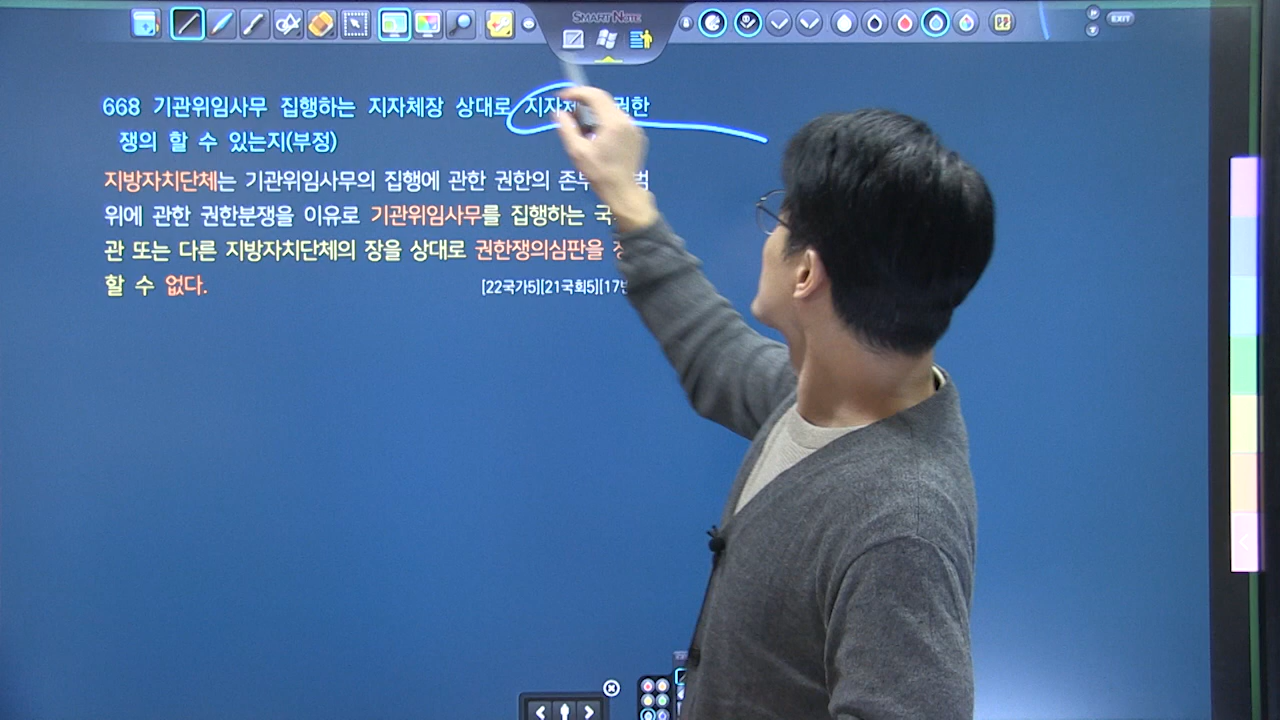 SMART NOTE
EXIT
668 기관위임사무 집행하는 지자체장 상대로 지자체 권한
쟁의 할 수 있는지(부정)
지방자치단체는 기관위임사무의 집행에 관한 권한의 존부
위에 관한 권한분쟁을 이유로 기관위임사무를 집행하는
관 또는 다른 지방자치단체의 장을 상대로 권한쟁의심판을
할 수 없다.
[22국가5][21국회5]